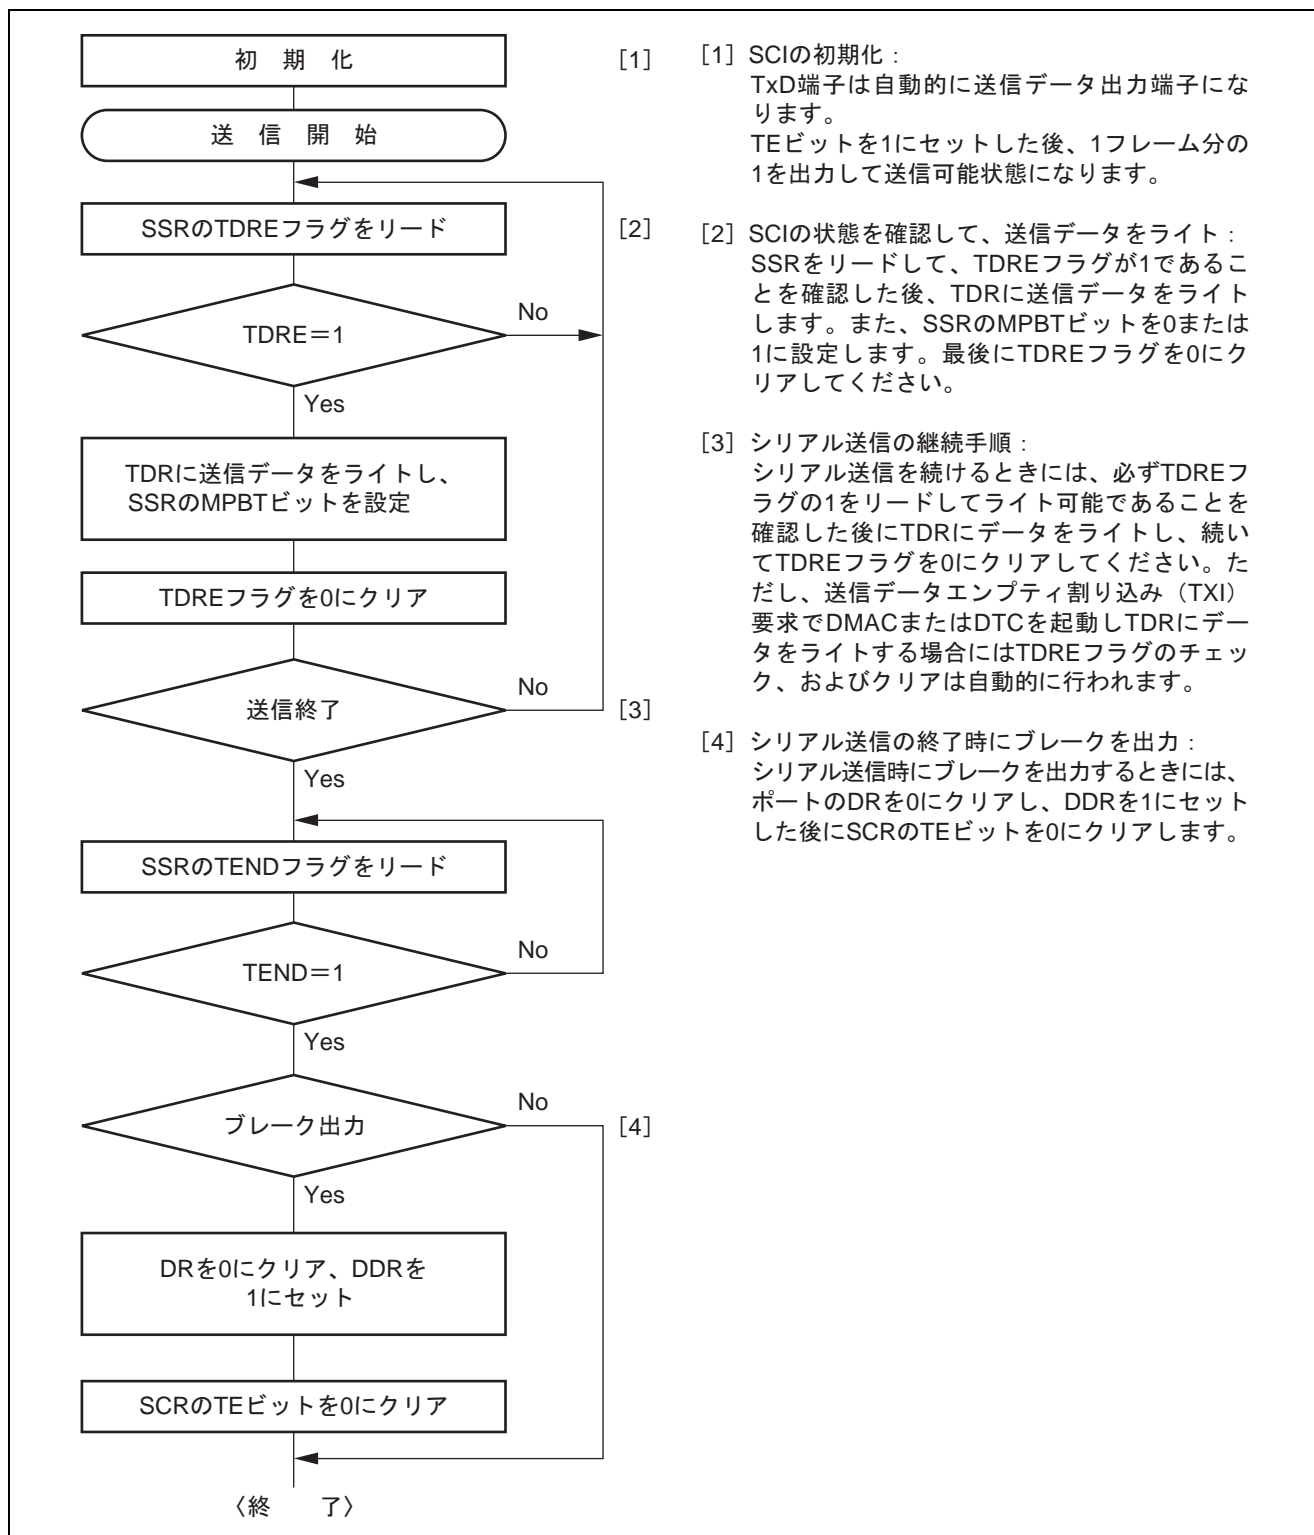 初　期　化
[1]
送　信　開　始
SSRのTDREフラグをリード
[2]
TDRE＝1
No
Yes
TDRに送信データをライトし、
SSRのMPBTビットを設定
TDREフラグを0にクリア
送信終了
No
[3]
Yes
SSRのTENDフラグをリード
TEND＝1
No
Yes
ブレーク出力
No
[4]
Yes
DRを0にクリア、DDRを
1にセット
SCRのTEビットを0にクリア
〈終　　了〉
[1] SCIの初期化：
TxD端子は自動的に送信データ出力端子にな
ります。
TEビットを1にセットした後、1フレーム分の
1を出力して送信可能状態になります。
[2] SCIの状態を確認して、送信データをライト：
SSRをリードして、TDREフラグが1であるこ
とを確認した後、TDRに送信データをライト
します。また、SSRのMPBTビットを0または
1に設定します。最後にTDREフラグを0にク
リアしてください。
[3] シリアル送信の継続手順：
シリアル送信を続けるときには、必ずTDREフ
ラグの1をリードしてライト可能であることを
確認した後にTDRにデータをライトし、続い
てTDREフラグを0にクリアしてください。た
だし、送信データエンプティ割り込み（TXI）
要求でDMACまたはDTCを起動しTDRにデー
タをライトする場合にはTDREフラグのチェッ
ク、およびクリアは自動的に行われます。
[4] シリアル送信の終了時にブレークを出力：
シリアル送信時にブレークを出力するときには、
ポートのDRを0にクリアし、DDRを1にセット
した後にSCRのTEビットを0にクリアします。